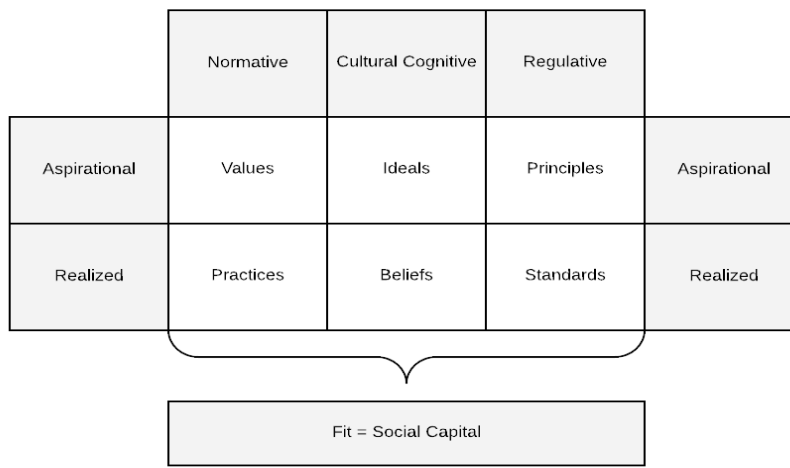 Normative Cultural Cognitive Regulative
Aspirational Values Ideals Principles Aspirational
Realized Practices Beliefs Standards Realized
Fit = Social Capital